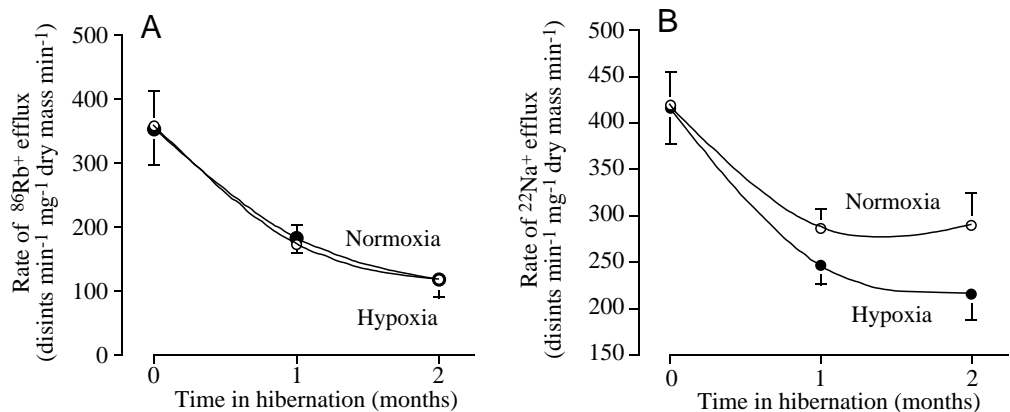 A
Rate of ⁸⁶Rb⁺ efflux
(disints min⁻¹ mg⁻¹ dry mass min⁻¹)
500
400
300
200
100
0
Normoxia
Hypoxia
0 1 2
Time in hibernation (months)
B
Rate of ²²Na⁺ efflux
(disints min⁻¹ mg⁻¹ dry mass min⁻¹)
500
450
400
350
300
250
200
150
Normoxia
Hypoxia
0 1 2
Time in hibernation (months)